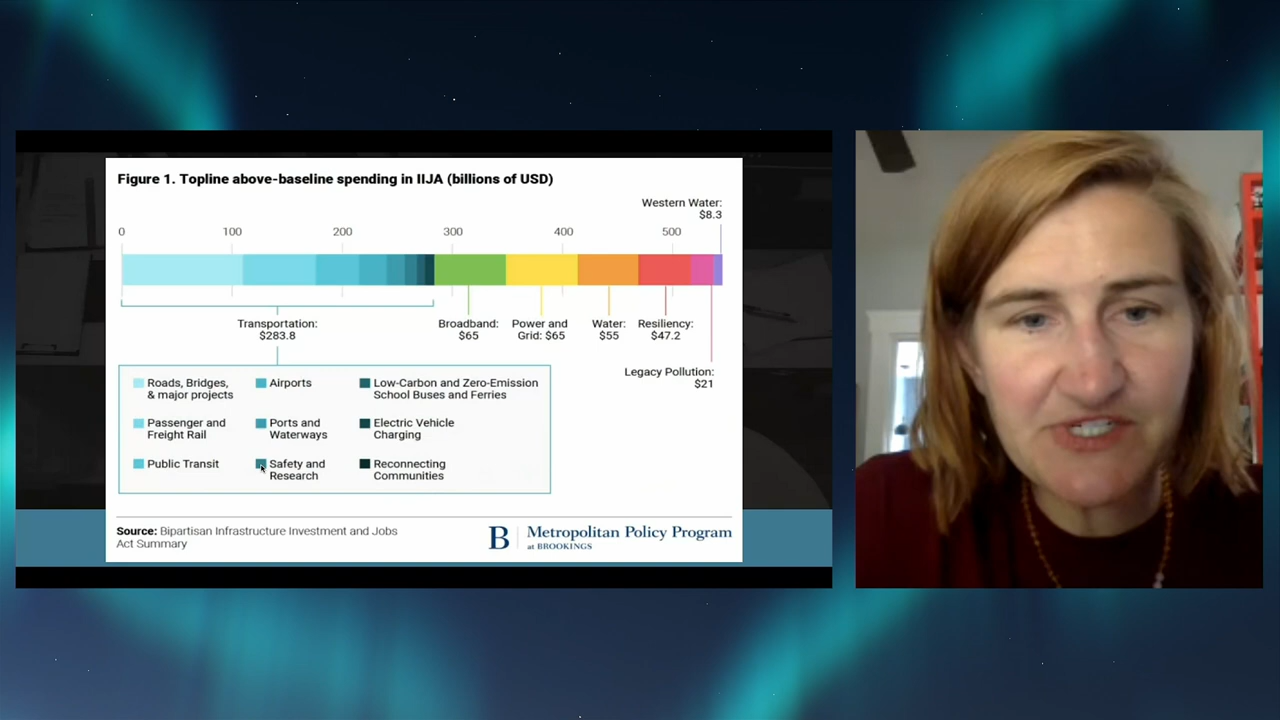 Figure 1. Topline above-baseline spending in IIJA (billions of USD)
Western Water:
$8.3
0 100 200 300 400 500
Transportation:
$283.8
Broadband:
$65
Power and
Grid: $65
Water:
$55
Resiliency:
$47.2
Legacy Pollution:
$21
Roads, Bridges,
& major projects
Airports
Low-Carbon and Zero-Emission
School Buses and Ferries
Passenger and
Freight Rail
Ports and
Waterways
Electric Vehicle
Charging
Public Transit
Safety and
Research
Reconnecting
Communities
Source: Bipartisan Infrastructure Investment and Jobs
Act Summary
B Metropolitan Policy Program
at BROOKINGS